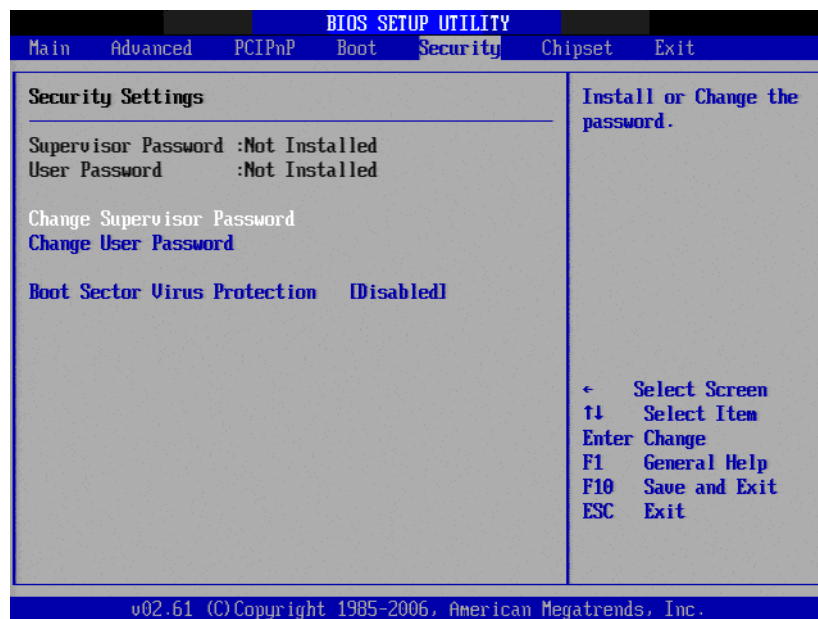 BIOS SETUP UTILITY
Main Advanced PCIPnP Boot Security Chipset Exit
Security Settings
Supervisor Password :Not Installed
User Password :Not Installed
Change Supervisor Password
Change User Password
Boot Sector Virus Protection [Disabled]
Install or Change the
password.
← Select Screen
↑↓ Select Item
Enter Change
F1 General Help
F10 Save and Exit
ESC Exit
v02.61 (C)Copyright 1985-2006, American Megatrends, Inc.